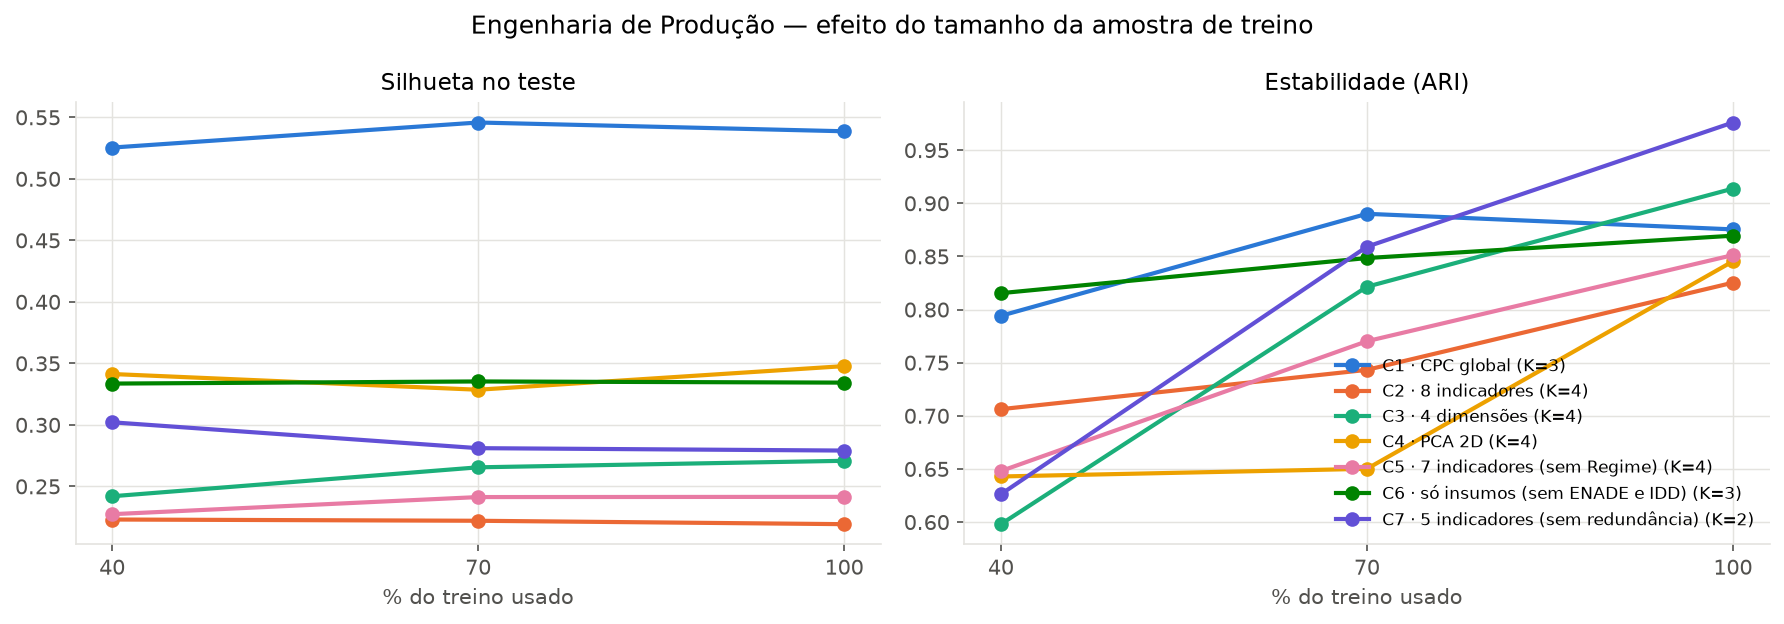 Engenharia de Produção — efeito do tamanho da amostra de treino
Silhueta no teste
0.55
0.50
0.45
0.40
0.35
0.30
0.25
40
70
100
% do treino usado
Estabilidade (ARI)
0.95
0.90
0.85
0.80
0.75
0.70
0.65
0.60
C1 · CPC global (K=3)
C2 · 8 indicadores (K=4)
C3 · 4 dimensões (K=4)
C4 · PCA 2D (K=4)
C5 · 7 indicadores (sem Regime) (K=4)
C6 · só insumos (sem ENADE e IDD) (K=3)
C7 · 5 indicadores (sem redundância) (K=2)
40
70
100
% do treino usado